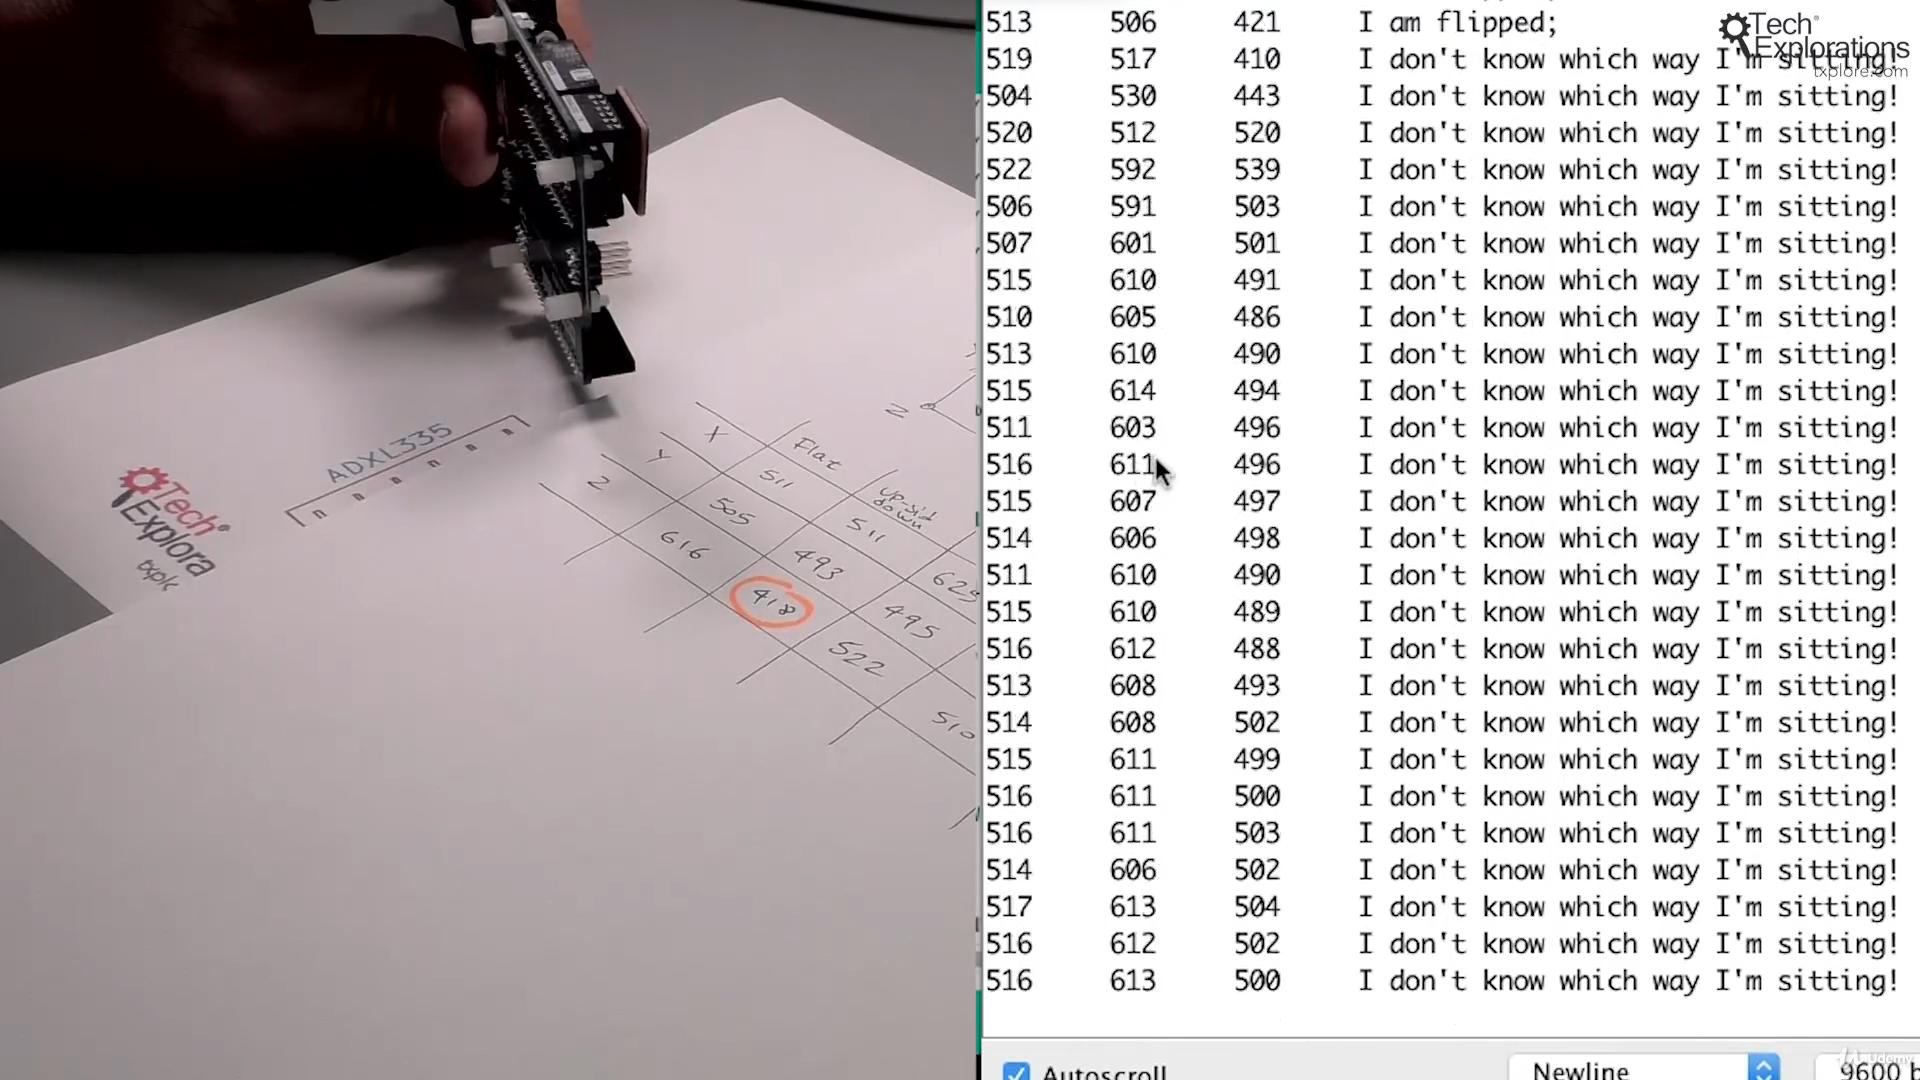 ADXL335
Tech
Explora
txplo
X
Y
Z
Flat
up-sid
down
511
505
616
511
493
418
625
495
522
510
Z
Tech
Explorations
txplore.com
513 506 421 I am flipped;
519 517 410 I don't know which way I'm sitting!
504 530 443 I don't know which way I'm sitting!
520 512 520 I don't know which way I'm sitting!
522 592 539 I don't know which way I'm sitting!
506 591 503 I don't know which way I'm sitting!
507 601 501 I don't know which way I'm sitting!
515 610 491 I don't know which way I'm sitting!
510 605 486 I don't know which way I'm sitting!
513 610 490 I don't know which way I'm sitting!
515 614 494 I don't know which way I'm sitting!
511 603 496 I don't know which way I'm sitting!
516 611 496 I don't know which way I'm sitting!
515 607 497 I don't know which way I'm sitting!
514 606 498 I don't know which way I'm sitting!
511 610 490 I don't know which way I'm sitting!
515 610 489 I don't know which way I'm sitting!
516 612 488 I don't know which way I'm sitting!
513 608 493 I don't know which way I'm sitting!
514 608 502 I don't know which way I'm sitting!
515 611 499 I don't know which way I'm sitting!
516 611 500 I don't know which way I'm sitting!
516 611 503 I don't know which way I'm sitting!
514 606 502 I don't know which way I'm sitting!
517 613 504 I don't know which way I'm sitting!
516 612 502 I don't know which way I'm sitting!
516 613 500 I don't know which way I'm sitting!
Autoscroll
Newline
9600 b
Udemy